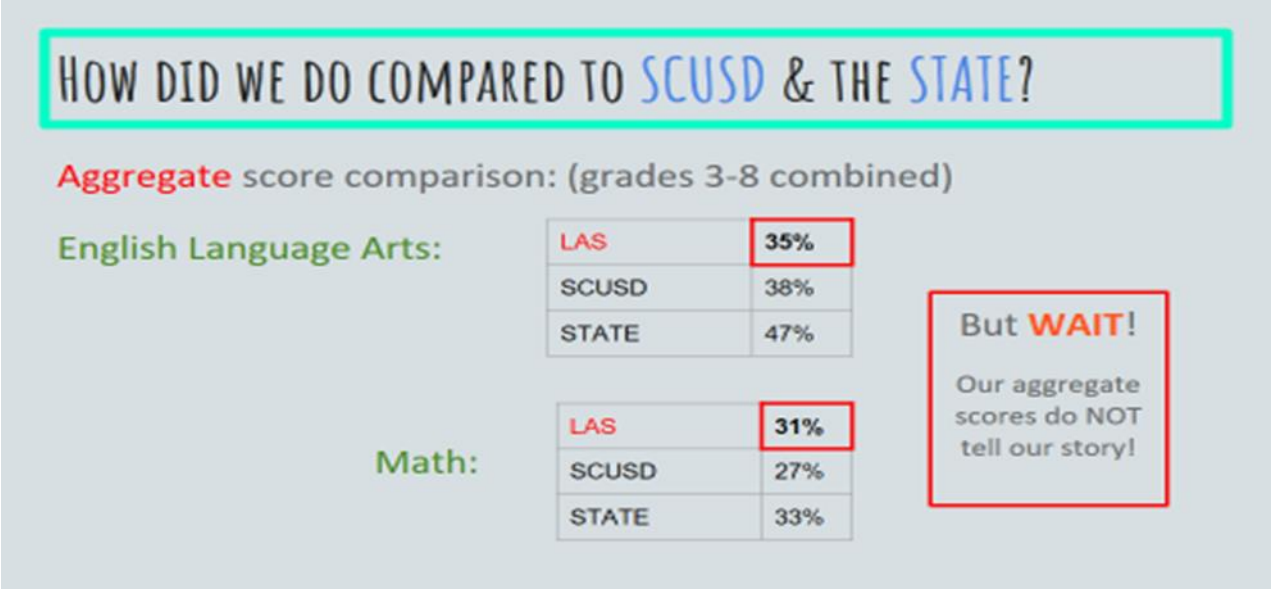 HOW DID WE DO COMPARED TO SCUSD & THE STATE?
Aggregate score comparison: (grades 3-8 combined)
English Language Arts:
LAS 35%
SCUSD 38%
STATE 47%
But WAIT!
Our aggregate
scores do NOT
tell our story!
Math:
LAS 31%
SCUSD 27%
STATE 33%